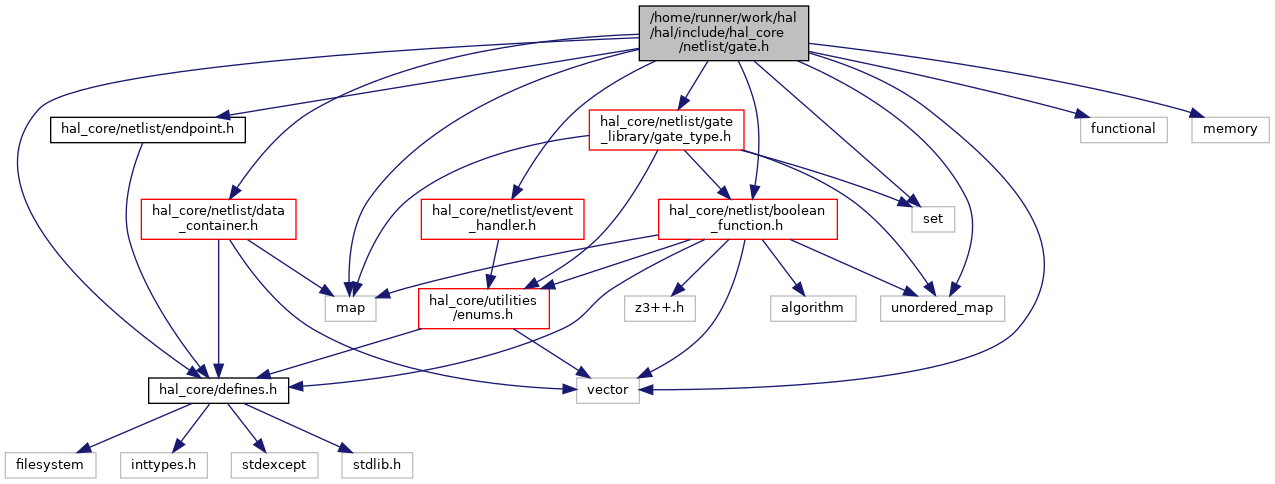 /home/runner/work/hal
/hal/include/hal_core
/netlist/gate.h
hal_core/netlist/endpoint.h
hal_core/netlist/gate
_library/gate_type.h
functional
memory
hal_core/netlist/data
_container.h
hal_core/netlist/event
_handler.h
hal_core/netlist/boolean
_function.h
set
map
hal_core/utilities
/enums.h
z3++.h
algorithm
unordered_map
hal_core/defines.h
vector
filesystem
inttypes.h
stdexcept
stdlib.h